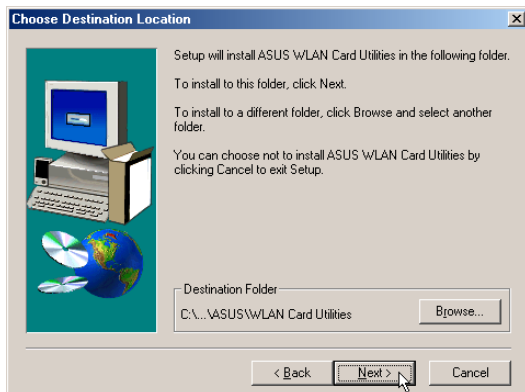 Choose Destination Location
Setup will install ASUS WLAN Card Utilities in the following folder.
To install to this folder, click Next.
To install to a different folder, click Browse and select another
folder.
You can choose not to install ASUS WLAN Card Utilities by
clicking Cancel to exit Setup.
Destination Folder
C:\...\ASUS\WLAN Card Utilities
Browse...
< Back
Next >
Cancel